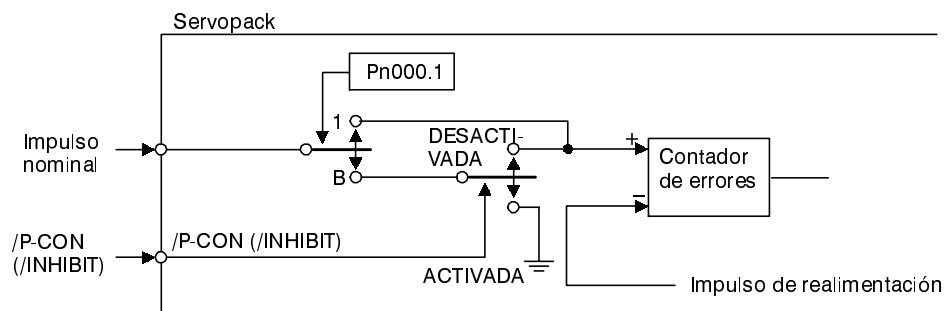 Servopack
Pn000.1
Impulso
nominal
1
B
DESACTI-
VADA
+
−
Contador
de errores
/P-CON
(/INHIBIT)
/P-CON (/INHIBIT)
ACTIVADA
Impulso de realimentación